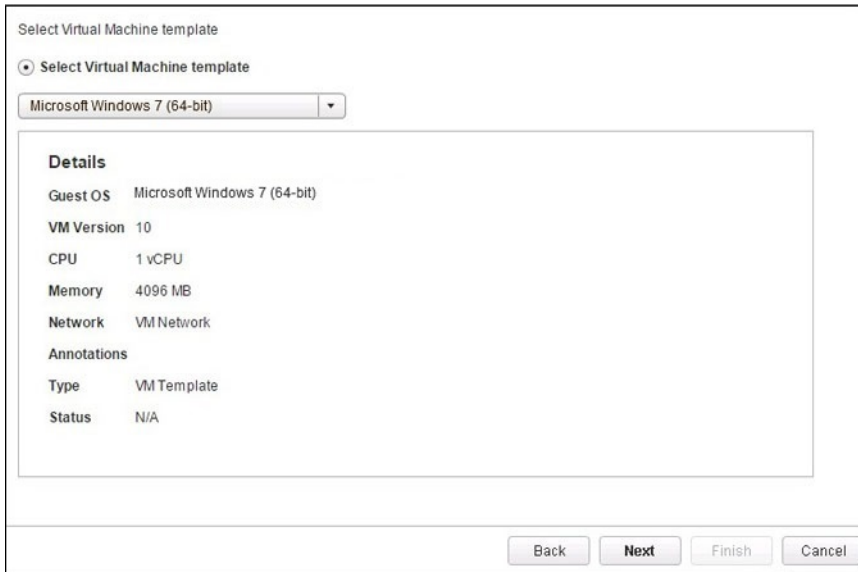 Select Virtual Machine template
Select Virtual Machine template
Microsoft Windows 7 (64-bit)
Details
Guest OS Microsoft Windows 7 (64-bit)
VM Version 10
CPU 1 vCPU
Memory 4096 MB
Network VM Network
Annotations
Type VM Template
Status N/A
Back Next Finish Cancel